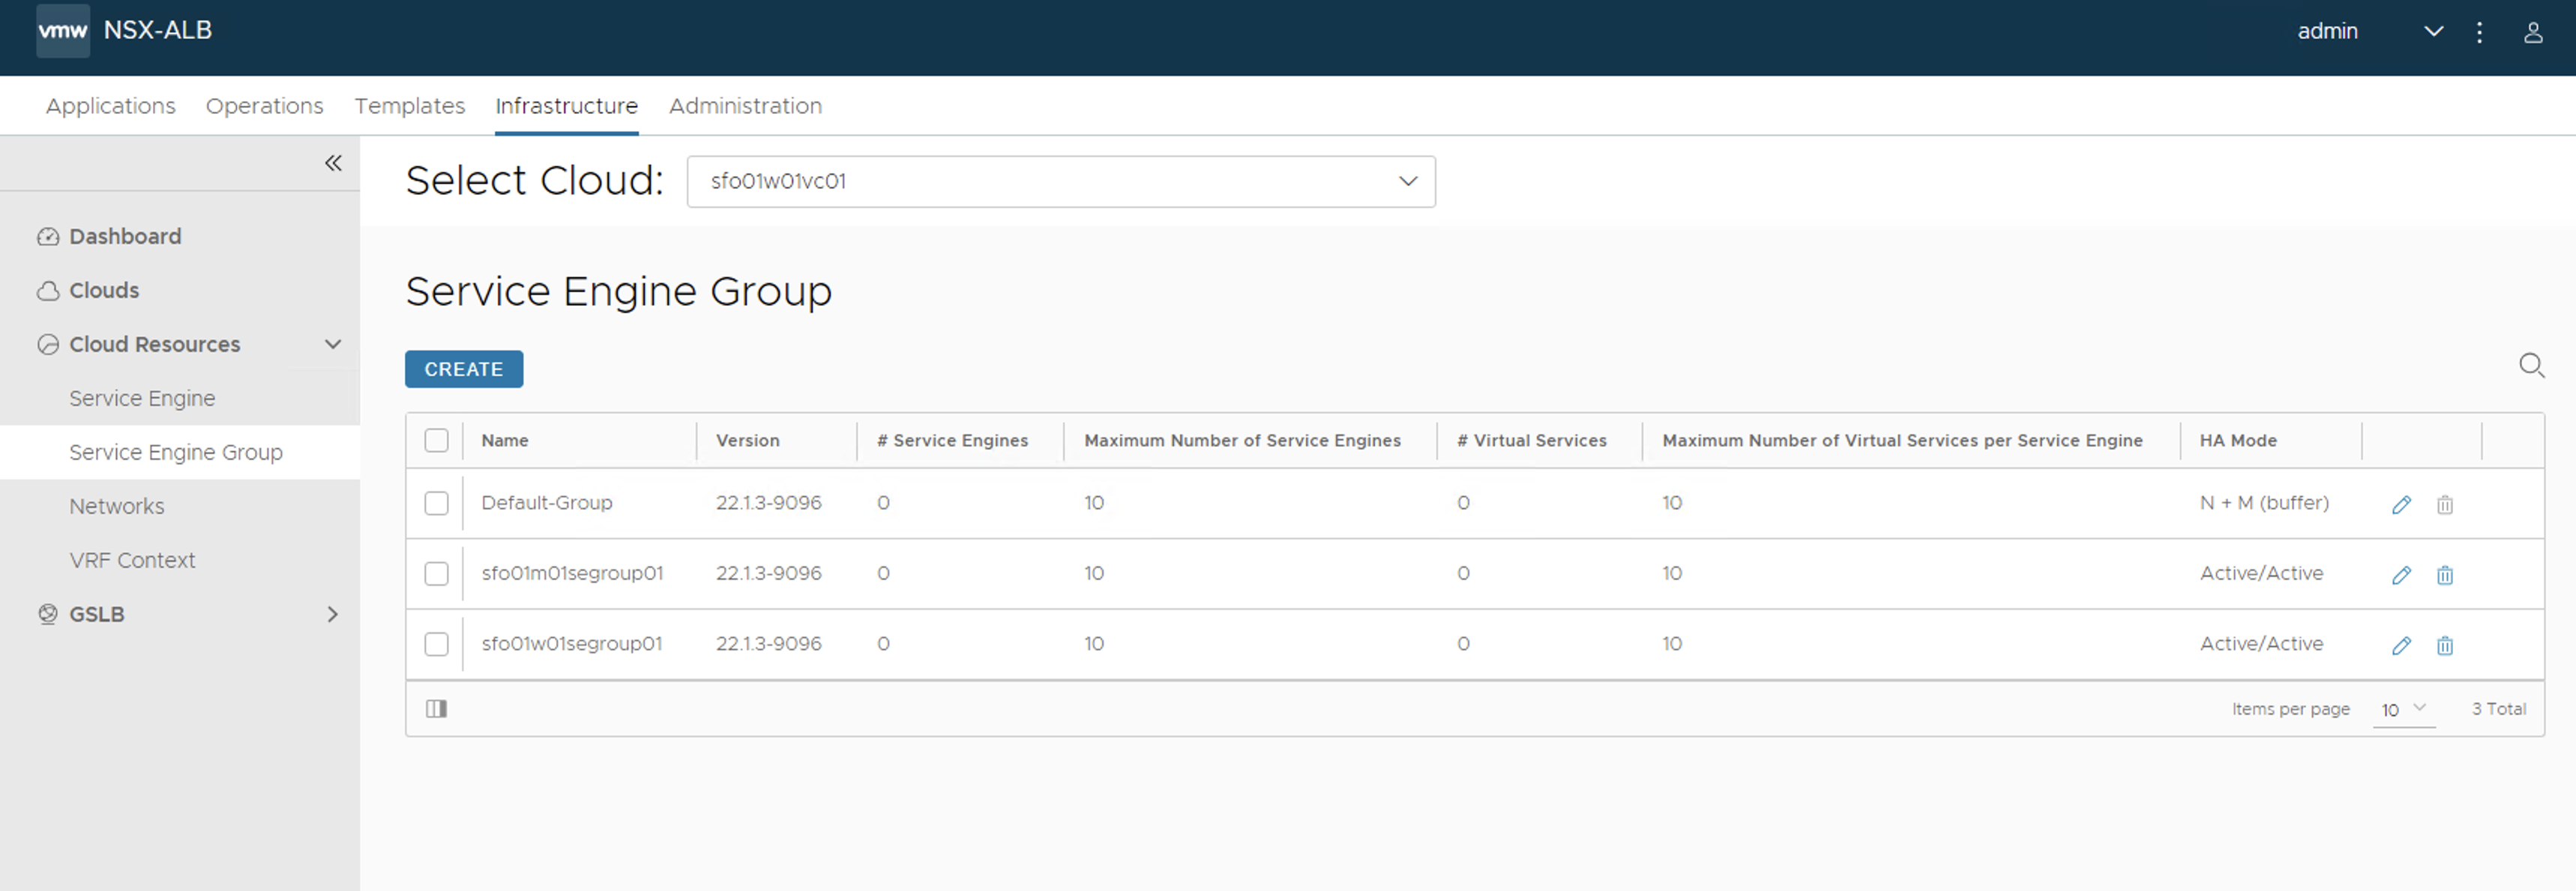 vmw NSX-ALB admin
Applications Operations Templates Infrastructure Administration
Select Cloud: sfo01w01vc01
Dashboard
Clouds
Cloud Resources
Service Engine
Service Engine Group
Networks
VRF Context
GSLB
Service Engine Group
CREATE
Name Version # Service Engines Maximum Number of Service Engines # Virtual Services Maximum Number of Virtual Services per Service Engine HA Mode
Default-Group 22.1.3-9096 0 10 0 10 N + M (buffer)
sfo01m01segroup01 22.1.3-9096 0 10 0 10 Active/Active
sfo01w01segroup01 22.1.3-9096 0 10 0 10 Active/Active
Items per page 10 3 Total